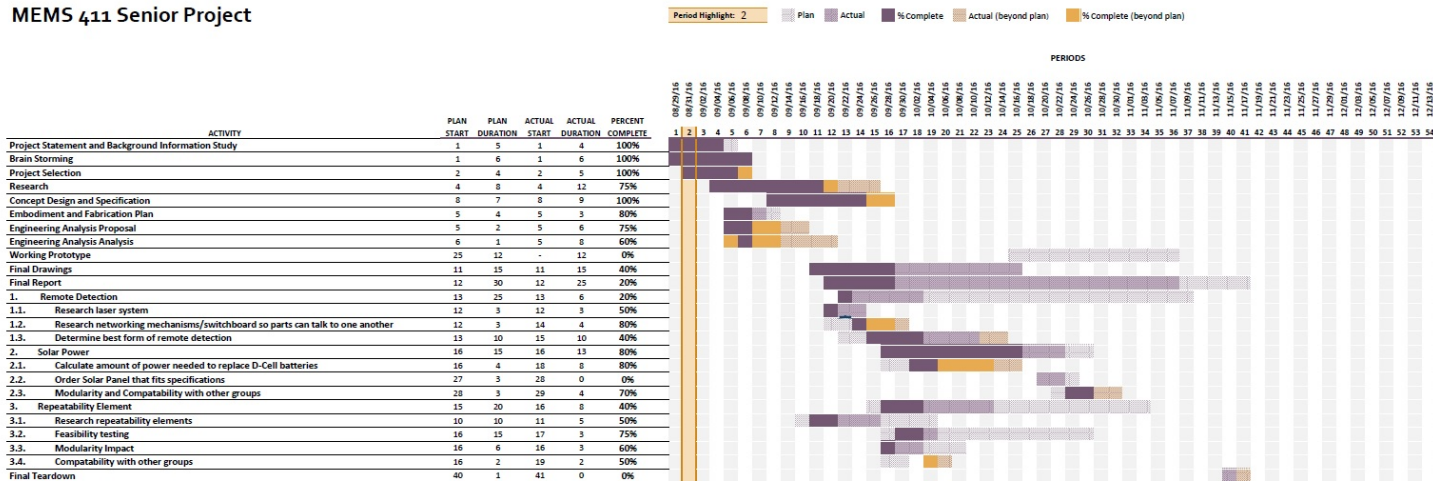 MEMS 411 Senior Project
Period Highlight: 2 Plan Actual % Complete Actual (beyond plan) % Complete (beyond plan)
PERIODS
08/29/16 08/31/16 09/02/16 09/04/16 09/06/16 09/08/16 09/10/16 09/12/16 09/14/16 09/16/16 09/18/16 09/20/16 09/22/16 09/24/16 09/26/16 09/28/16 09/30/16 10/02/16 10/04/16 10/06/16 10/08/16 10/10/16 10/12/16 10/14/16 10/16/16 10/18/16 10/20/16 10/22/16 10/24/16 10/26/16 10/28/16 10/30/16 11/01/16 11/03/16 11/05/16 11/07/16 11/09/16 11/11/16 11/13/16 11/15/16 11/17/16 11/19/16 11/21/16 11/23/16 11/25/16 11/27/16 11/29/16 12/01/16 12/03/16 12/05/16 12/07/16 12/09/16 12/11/16 12/13/16
PLAN PLAN ACTUAL ACTUAL PERCENT
ACTIVITY START DURATION START DURATION COMPLETE 1 2 3 4 5 6 7 8 9 10 11 12 13 14 15 16 17 18 19 20 21 22 23 24 25 26 27 28 29 30 31 32 33 34 35 36 37 38 39 40 41 42 43 44 45 46 47 48 49 50 51 52 53 54
Project Statement and Background Information Study 1 5 1 4 100%
Brain Storming 1 6 1 6 100%
Project Selection 2 4 2 5 100%
Research 4 8 4 12 75%
Concept Design and Specification 8 7 8 9 100%
Embodiment and Fabrication Plan 5 4 5 3 80%
Engineering Analysis Proposal 5 2 5 6 75%
Engineering Analysis Analysis 6 1 5 8 60%
Working Prototype 25 12 - 12 0%
Final Drawings 11 15 11 15 40%
Final Report 12 30 12 25 20%
1. Remote Detection 13 25 13 6 20%
1.1. Research laser system 12 3 12 3 50%
1.2. Research networking mechanisms/switchboard so parts can talk to one another 12 3 14 4 80%
1.3. Determine best form of remote detection 13 10 15 10 40%
2. Solar Power 16 15 16 13 80%
2.1. Calculate amount of power needed to replace D-Cell batteries 16 4 18 8 80%
2.2. Order Solar Panel that fits specifications 27 3 28 0 0%
2.3. Modularity and Compatability with other groups 28 3 29 4 70%
3. Repeatability Element 15 20 16 8 40%
3.1. Research repeatability elements 10 10 11 5 50%
3.2. Feasibility testing 16 15 17 3 75%
3.3. Modularity Impact 16 6 16 3 60%
3.4. Compatability with other groups 16 2 19 2 50%
Final Teardown 40 1 41 0 0%